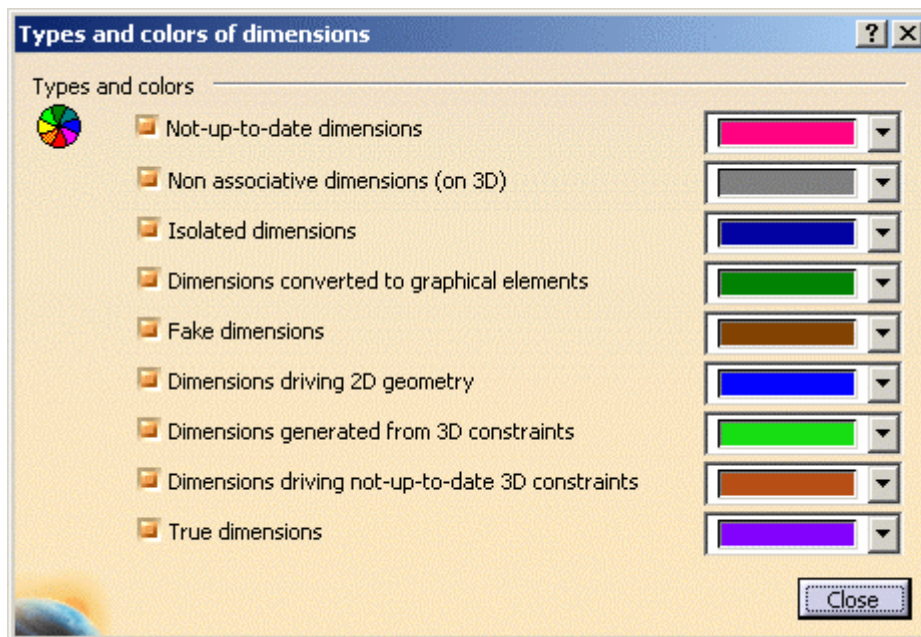 Types and colors of dimensions
Types and colors
Not-up-to-date dimensions
Non associative dimensions (on 3D)
Isolated dimensions
Dimensions converted to graphical elements
Fake dimensions
Dimensions driving 2D geometry
Dimensions generated from 3D constraints
Dimensions driving not-up-to-date 3D constraints
True dimensions
Close